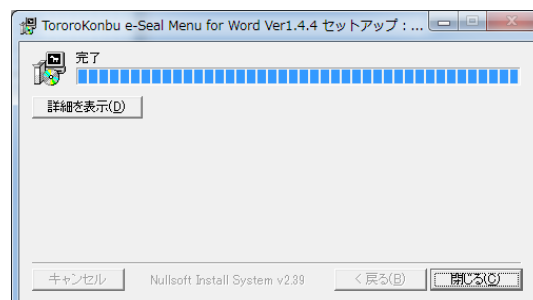 TororoKonbu e-Seal Menu for Word Ver1.4.4 セットアップ : ...
完了
詳細を表示(D)
キャンセル
Nullsoft Install System v2.39
< 戻る(B)
閉じる(C)